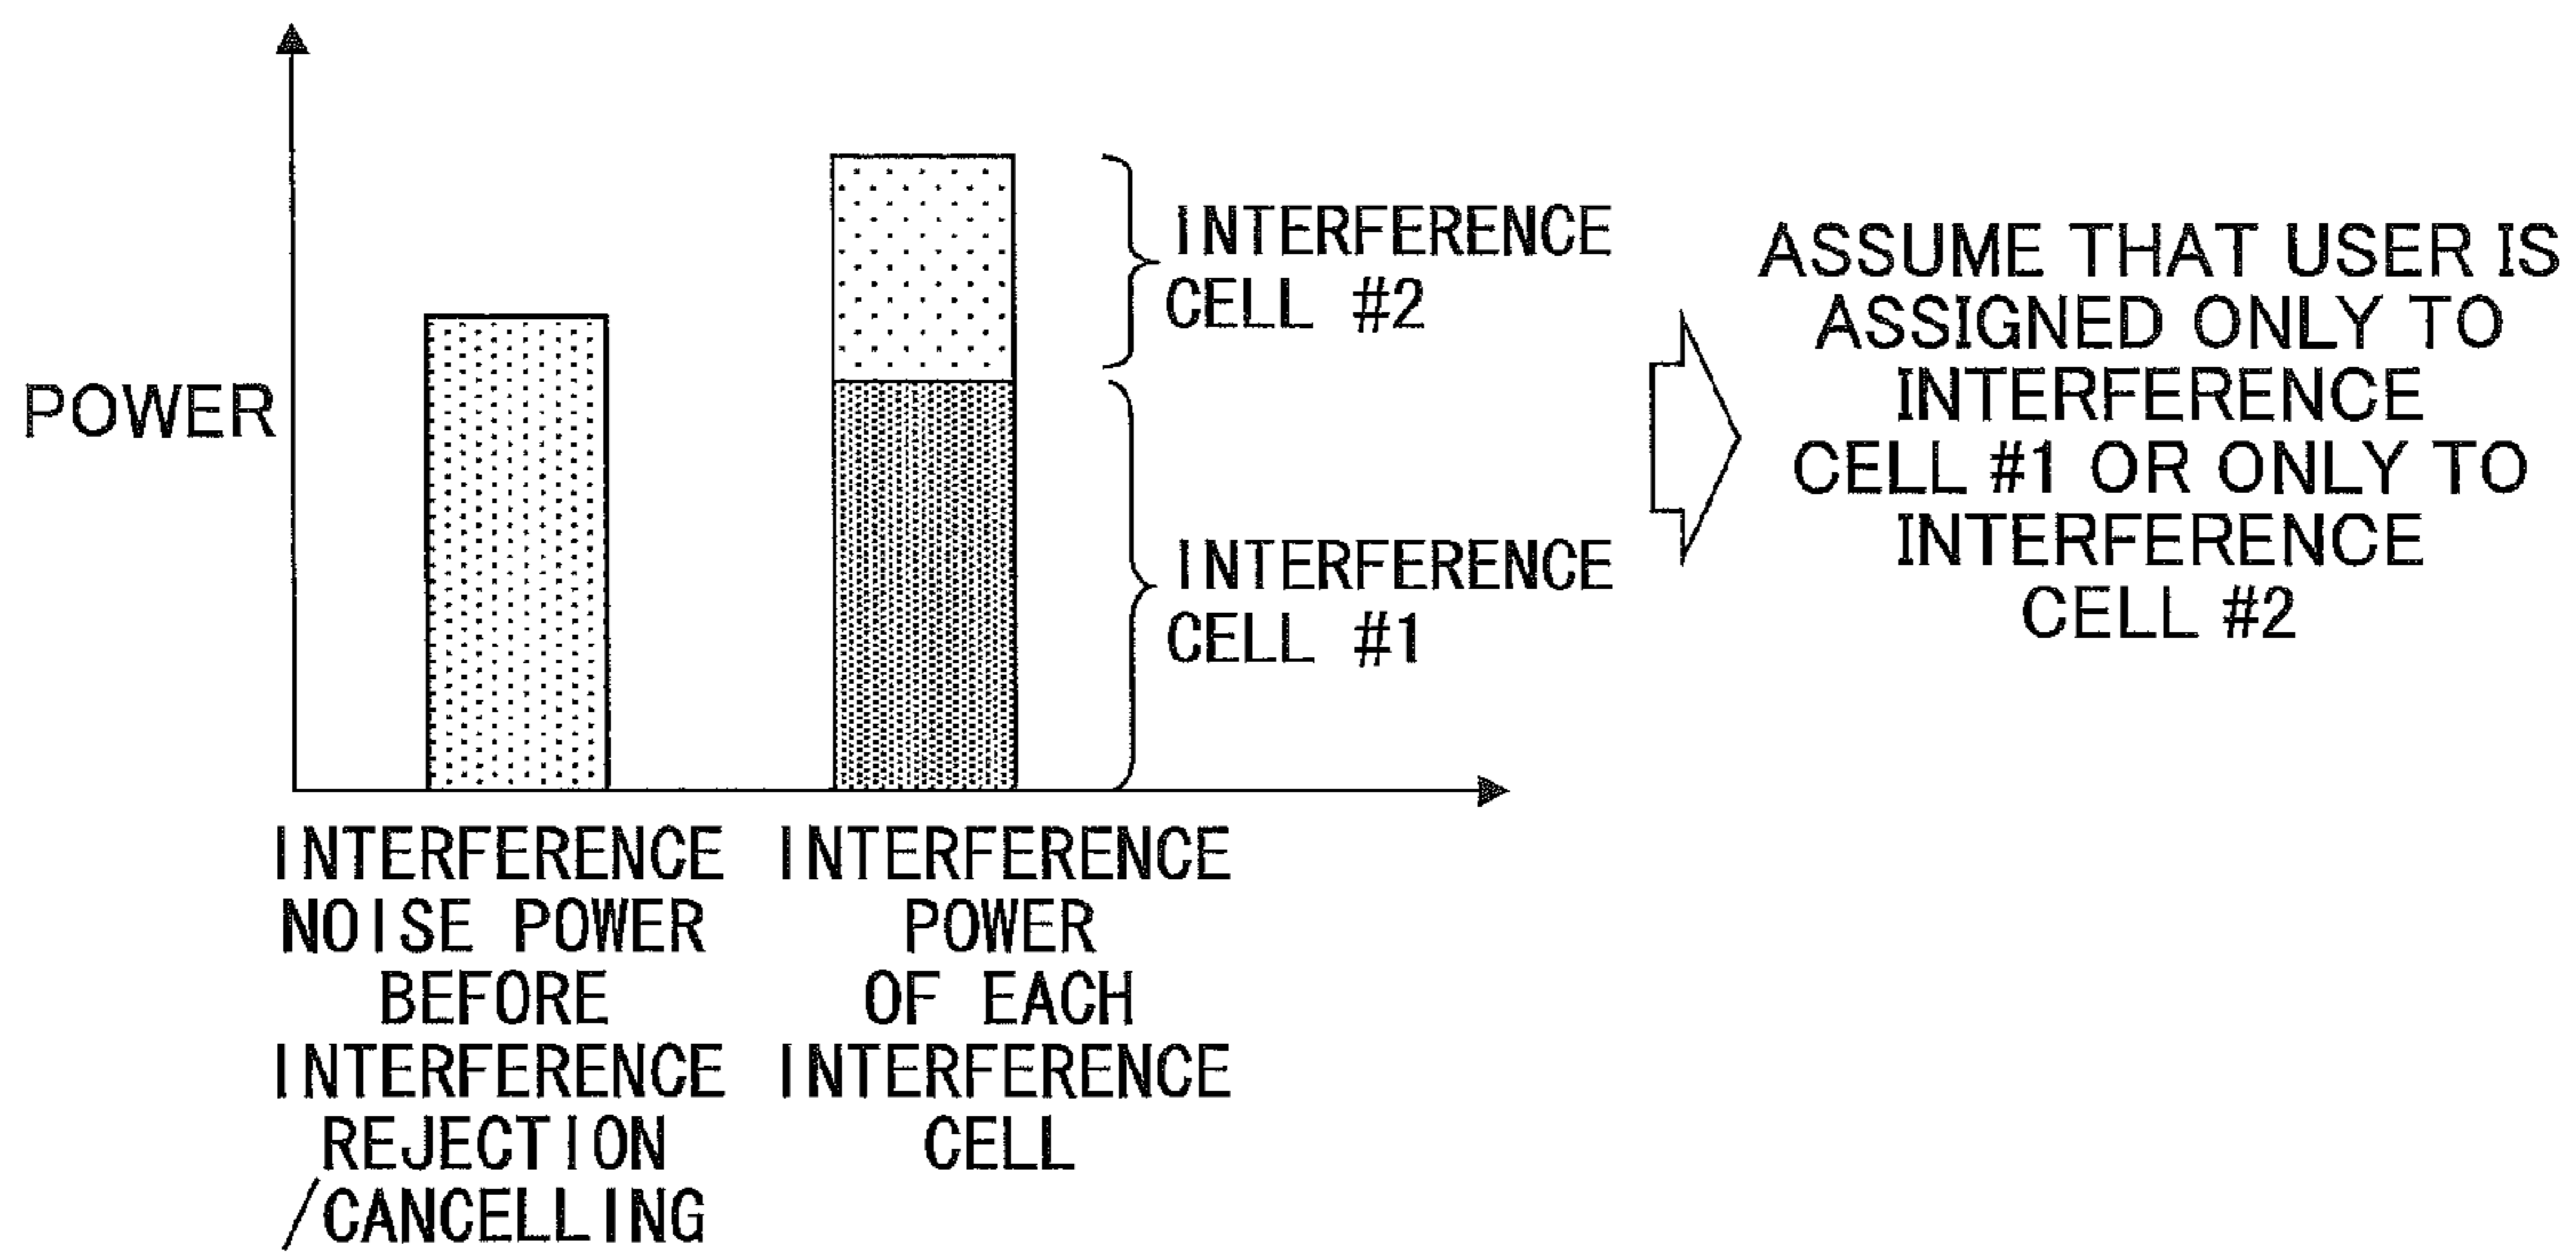 POWER
INTERFERENCE
CELL #2
INTERFERENCE
CELL #1
ASSUME THAT USER IS
ASSIGNED ONLY TO
INTERFERENCE
CELL #1 OR ONLY TO
INTERFERENCE
CELL #2
INTERFERENCE
NOISE POWER
BEFORE
INTERFERENCE
REJECTION
/CANCELLING
INTERFERENCE
POWER
OF EACH
INTERFERENCE
CELL